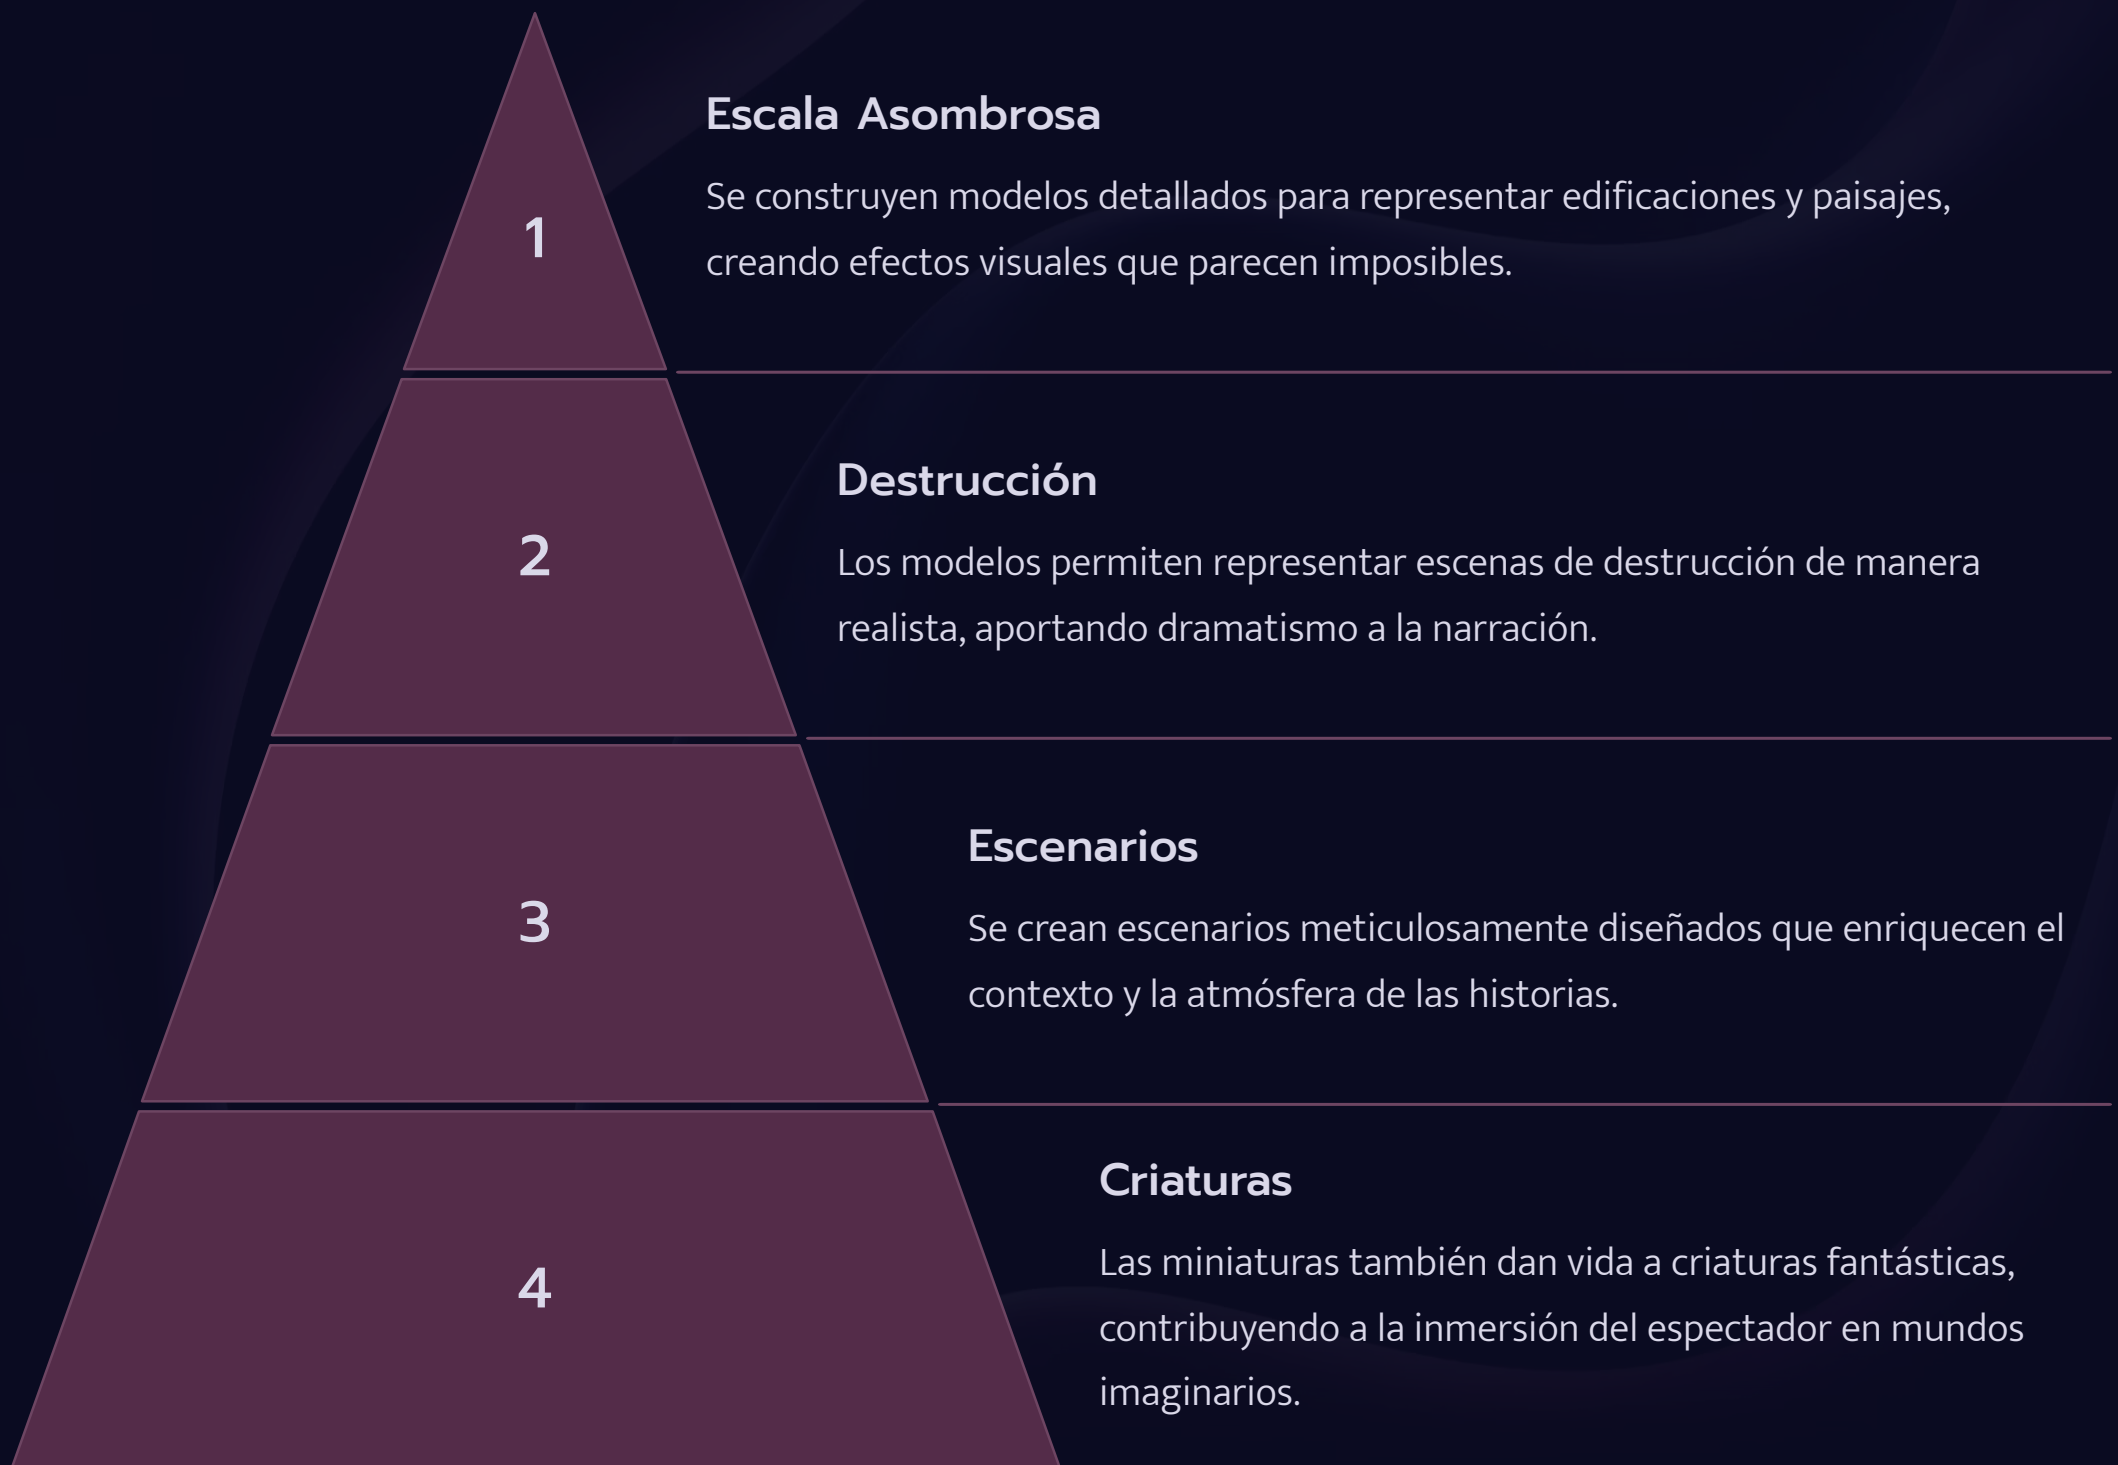 1
Escala Asombrosa
Se construyen modelos detallados para representar edificaciones y paisajes,
creando efectos visuales que parecen imposibles.
2
Destrucción
Los modelos permiten representar escenas de destrucción de manera
realista, aportando dramatismo a la narración.
3
Escenarios
Se crean escenarios meticulosamente diseñados que enriquecen el
contexto y la atmósfera de las historias.
4
Criaturas
Las miniaturas también dan vida a criaturas fantásticas,
contribuyendo a la inmersión del espectador en mundos
imaginarios.